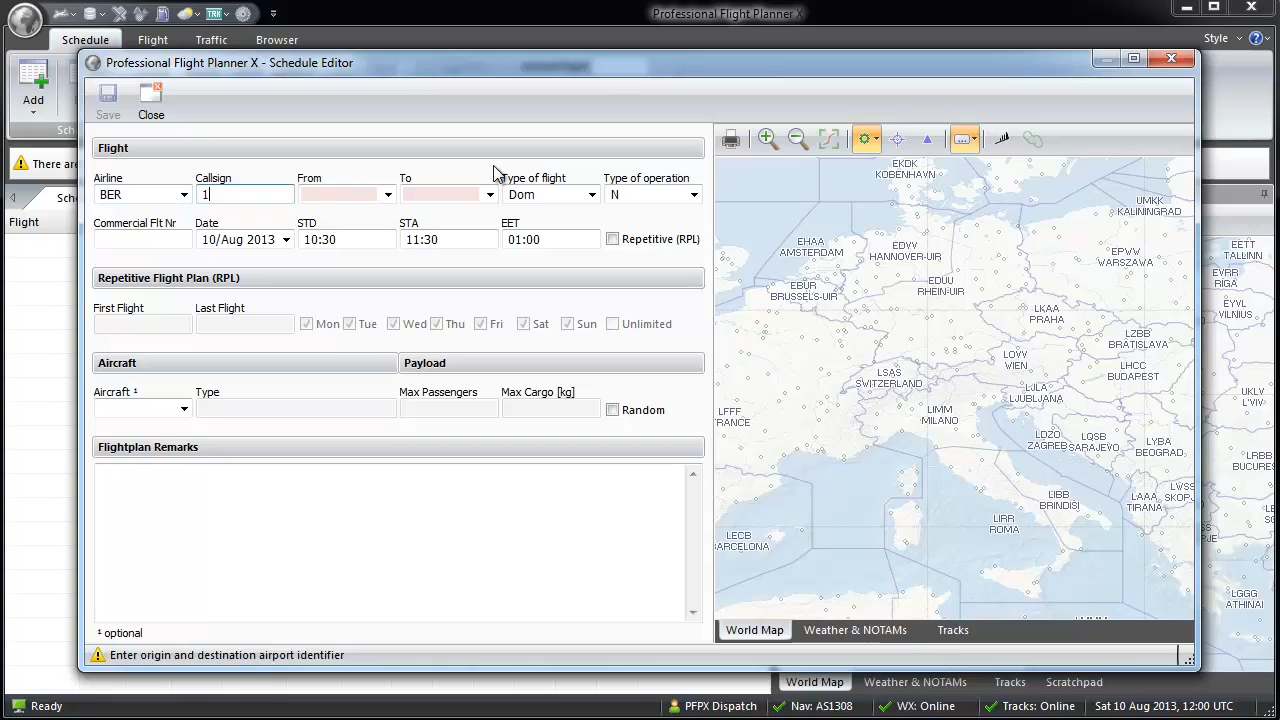 Professional Flight Planner X
Schedule Flight Traffic Browser Style
Professional Flight Planner X - Schedule Editor
Add
Save Close
There are
Flight
Airline Callsign From To Type of flight Type of operation
BER 1 Dom N
Commercial Flt Nr Date STD STA EET
10/Aug 2013 10:30 11:30 01:00 Repetitive (RPL)
Repetitive Flight Plan (RPL)
First Flight Last Flight
Mon Tue Wed Thu Fri Sat Sun Unlimited
Aircraft Payload
Aircraft ¹ Type Max Passengers Max Cargo [kg]
Random
Flightplan Remarks
¹ optional
Enter origin and destination airport identifier
Flight
EKDK
KOBENHAVN
UMKK
KALININGRAD
EHAA
AMSTERDAM
EDYY
HANNOVER-UIR
EPWW
WARSZAWA
EETT
TALLINN
EVRR
RIGA
EBUR
BRUSSELS-UIR
EDUU
RHEIN-UIR
EYVL
VILNIUS
LKAA
PRAHA
LZBB
BRATISLAVA
LOVV
WIEN
LHCC
BUDAPEST
LSAS
SWITZERLAND
LJLA
LJUBLJANA
UKLV
LFFF
LIMM
MILANO
LDZO
ZAGREB
LQSB
SARAJEVO
LYBA
BEOGRAD
LRBB
LIBB
BRINDISI
LAAA
TIRANA
LWSS
LIRR
ROMA
LECB
BARCELONA
LGGG
ATHINAI
World Map Weather & NOTAMs Tracks
World Map Weather & NOTAMs Tracks Scratchpad
Ready PFPX Dispatch Nav: AS1308 WX: Online Tracks: Online Sat 10 Aug 2013, 12:00 UTC